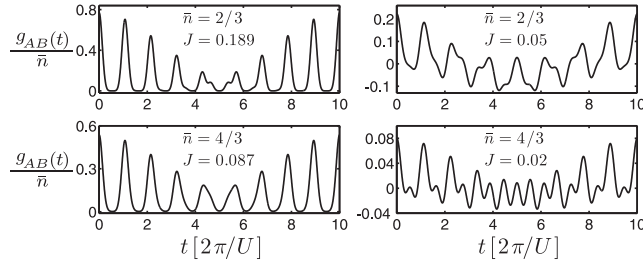 g_AB(t)/n̄
0.8
0.4
0
n̄ = 2/3
J = 0.189
0 2 4 6 8 10
0.2
0.1
0
-0.1
n̄ = 2/3
J = 0.05
0 2 4 6 8 10
g_AB(t)/n̄
0.6
0.3
0
n̄ = 4/3
J = 0.087
0 2 4 6 8 10
0.08
0.04
0
-0.04
n̄ = 4/3
J = 0.02
0 2 4 6 8 10
t[2π/U] t[2π/U]